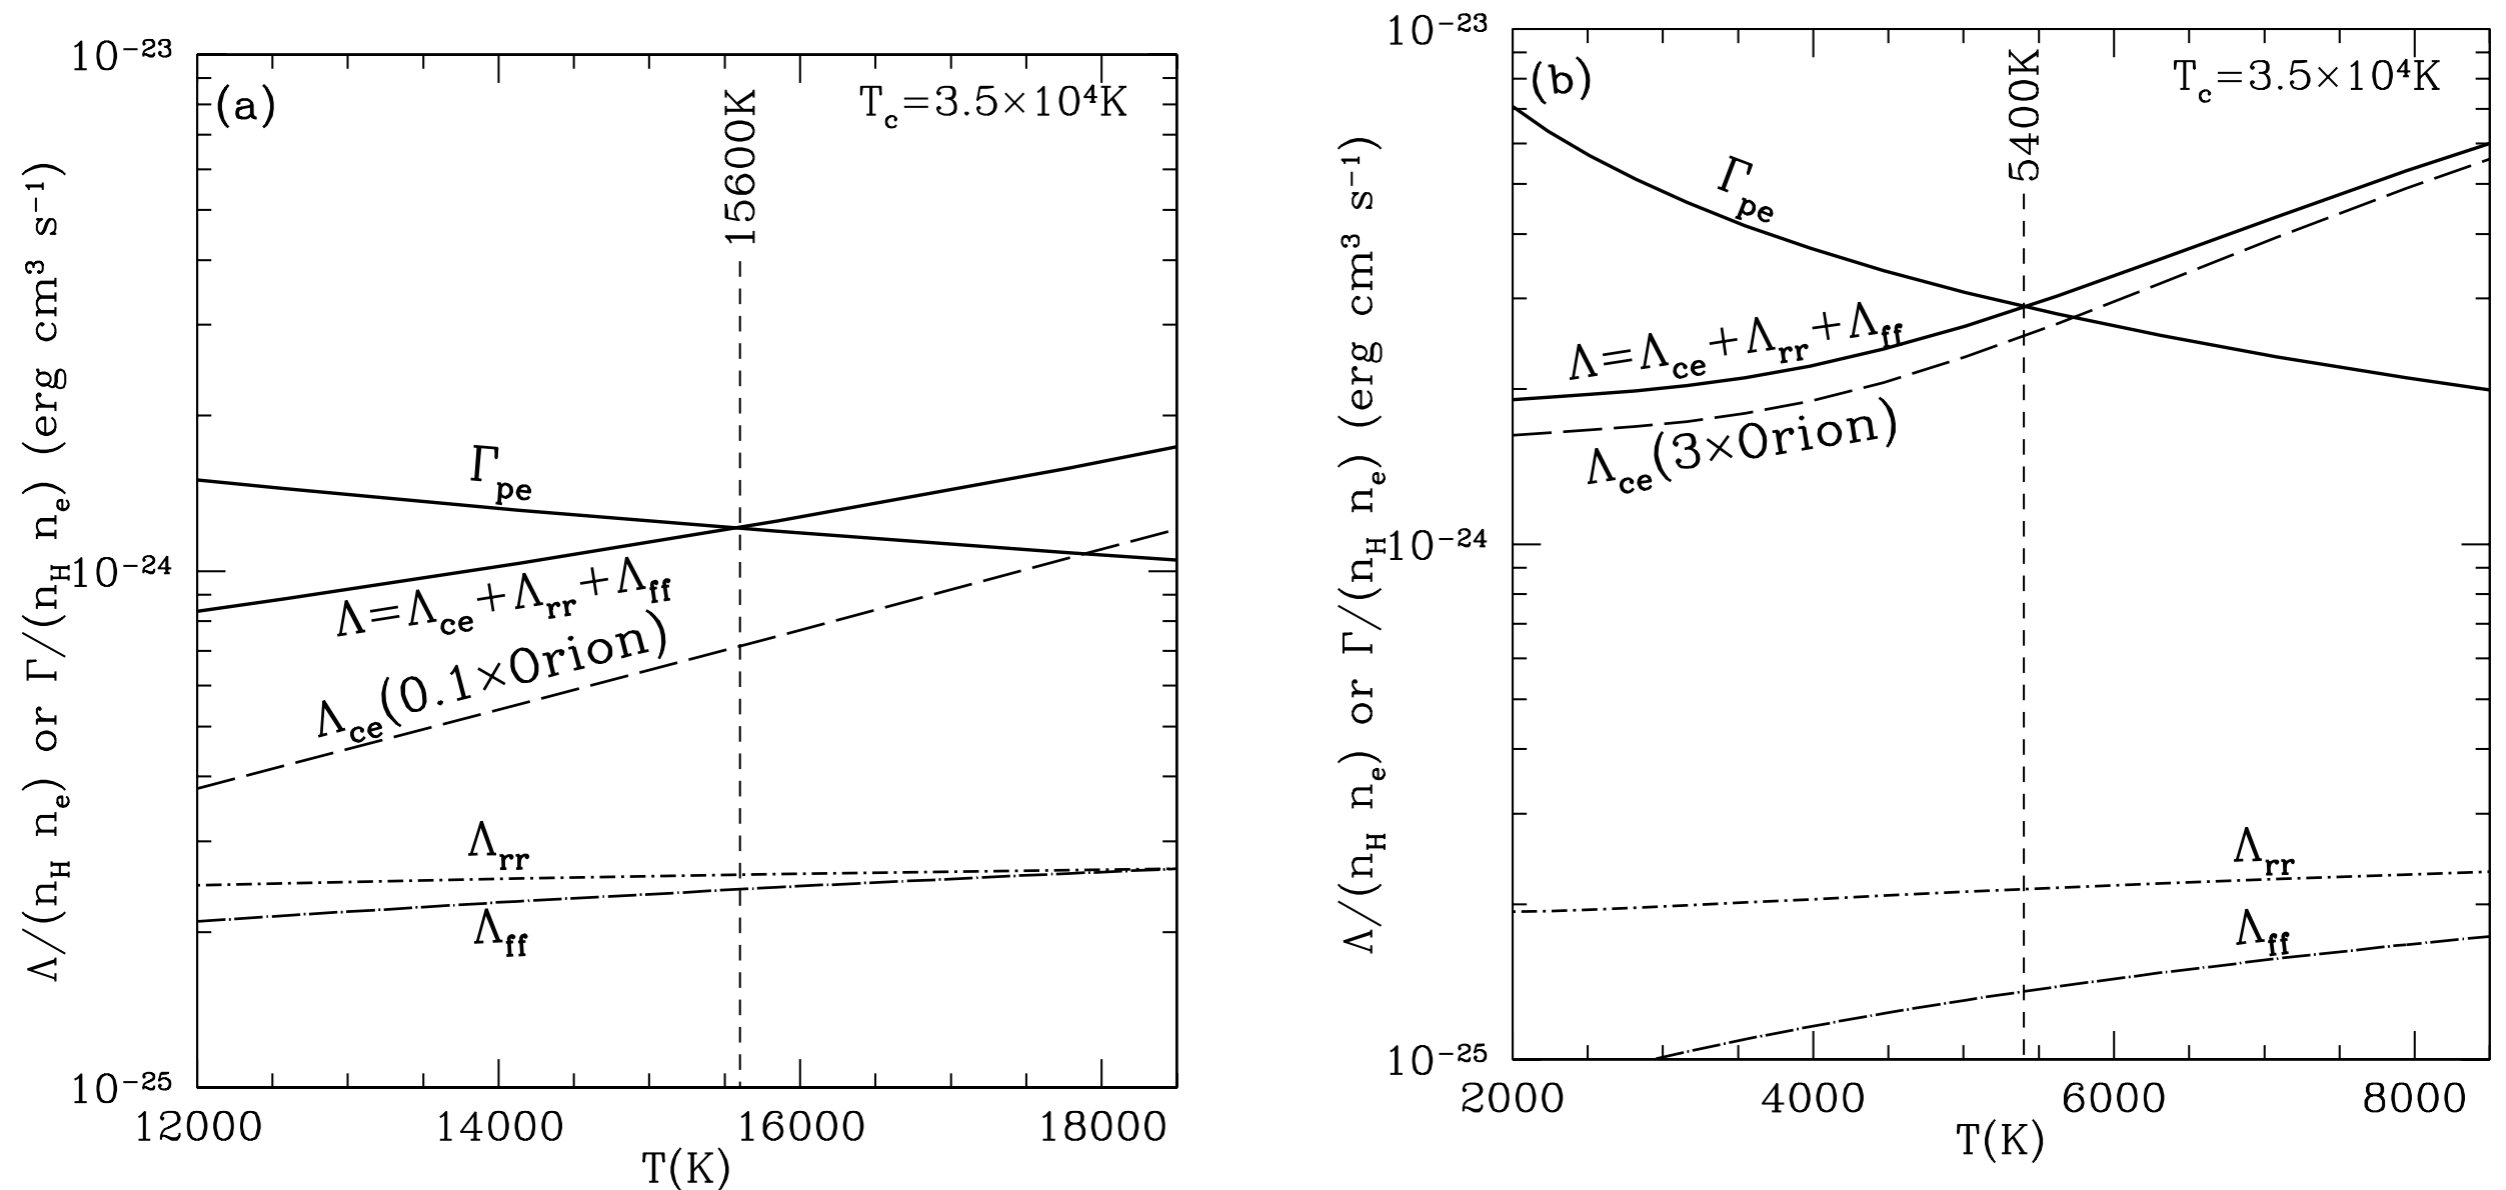 (a)
T_c=3.5×10⁴K
15600K
Γ_pe
Λ=Λ_ce+Λ_rr+Λ_ff
Λ_ce(0.1×Orion)
Λ_rr
Λ_ff
10⁻²³
10⁻²⁴
10⁻²⁵
12000 14000 16000 18000
T(K)
Λ/(n_H n_e) or Γ/(n_H n_e) (erg cm³ s⁻¹)
(b)
T_c=3.5×10⁴K
5400K
Γ_pe
Λ=Λ_ce+Λ_rr+Λ_ff
Λ_ce(3×Orion)
Λ_rr
Λ_ff
10⁻²³
10⁻²⁴
10⁻²⁵
2000 4000 6000 8000
T(K)
Λ/(n_H n_e) or Γ/(n_H n_e) (erg cm³ s⁻¹)